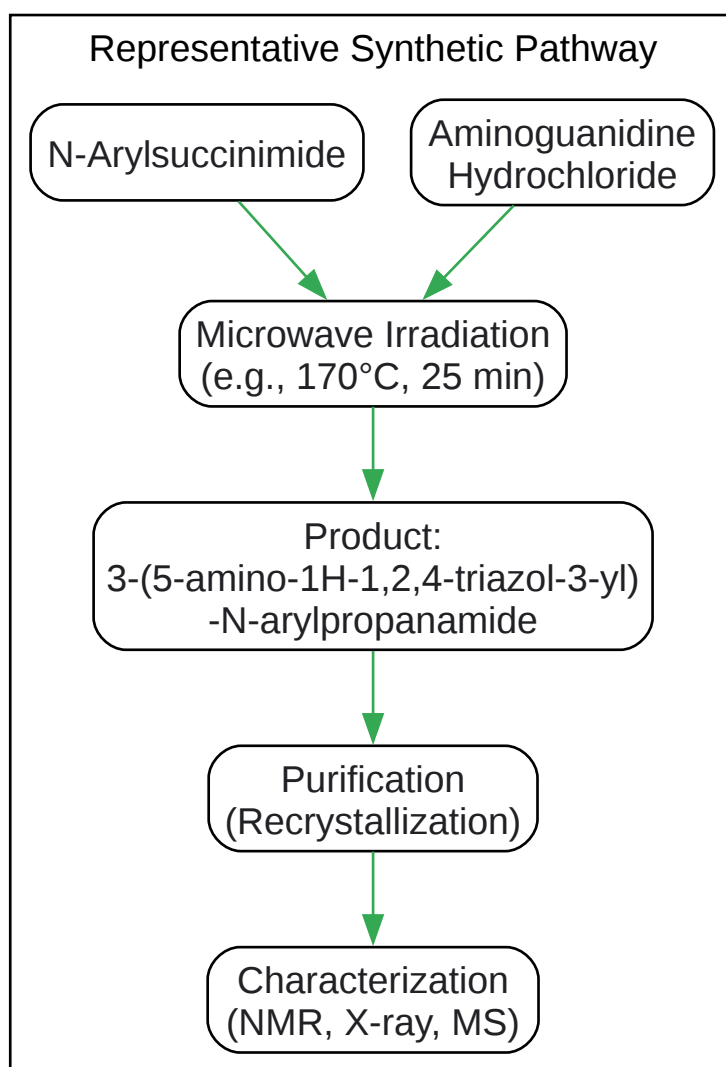 Representative Synthetic Pathway
N-Arylsuccinimide
Aminoguanidine
Hydrochloride
Microwave Irradiation
(e.g., 170°C, 25 min)
Product:
3-(5-amino-1H-1,2,4-triazol-3-yl)
-N-arylpropanamide
Purification
(Recrystallization)
Characterization
(NMR, X-ray, MS)